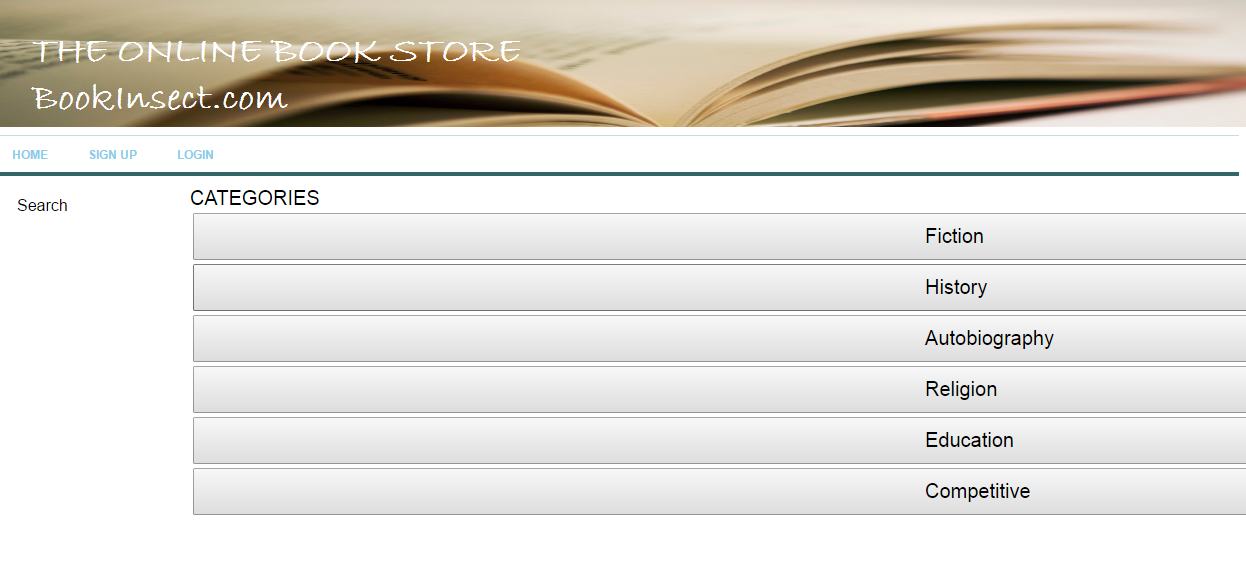 THE ONLINE BOOK STORE
BookInsect.com
HOME SIGN UP LOGIN
Search
CATEGORIES
Fiction
History
Autobiography
Religion
Education
Competitive